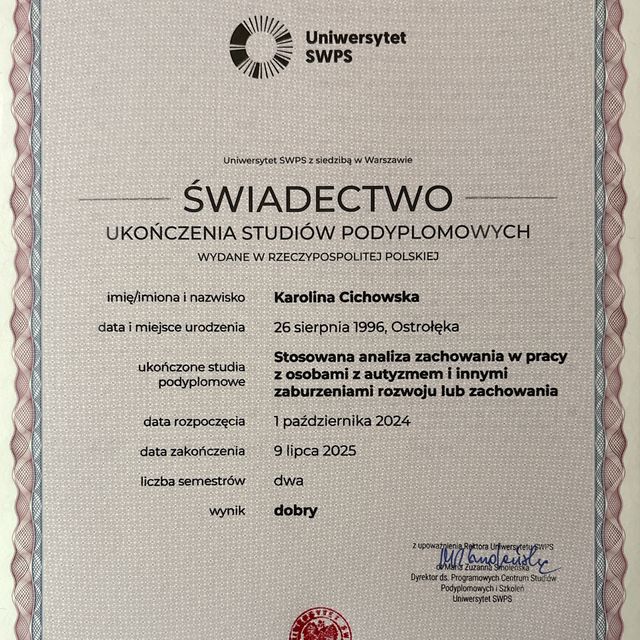 Uniwersytet
SWPS
Uniwersytet SWPS z siedzibą w Warszawie
ŚWIADECTWO
UKOŃCZENIA STUDIÓW PODYPLOMOWYCH
WYDANE W RZECZYPOSPOLITEJ POLSKIEJ
imię/imiona i nazwisko Karolina Cichowska
data i miejsce urodzenia 26 sierpnia 1996, Ostrołęka
ukończone studia podyplomowe
Stosowana analiza zachowania w pracy
z osobami z autyzmem i innymi
zaburzeniami rozwoju lub zachowania
data rozpoczęcia 1 października 2024
data zakończenia 9 lipca 2025
liczba semestrów dwa
wynik dobry
z upoważnienia Rektora Uniwersytetu SWPS
Zuzanna Smoleńska
Dyrektor ds. Programowych Centrum Studiów
Podyplomowych i Szkoleń
Uniwersytet SWPS